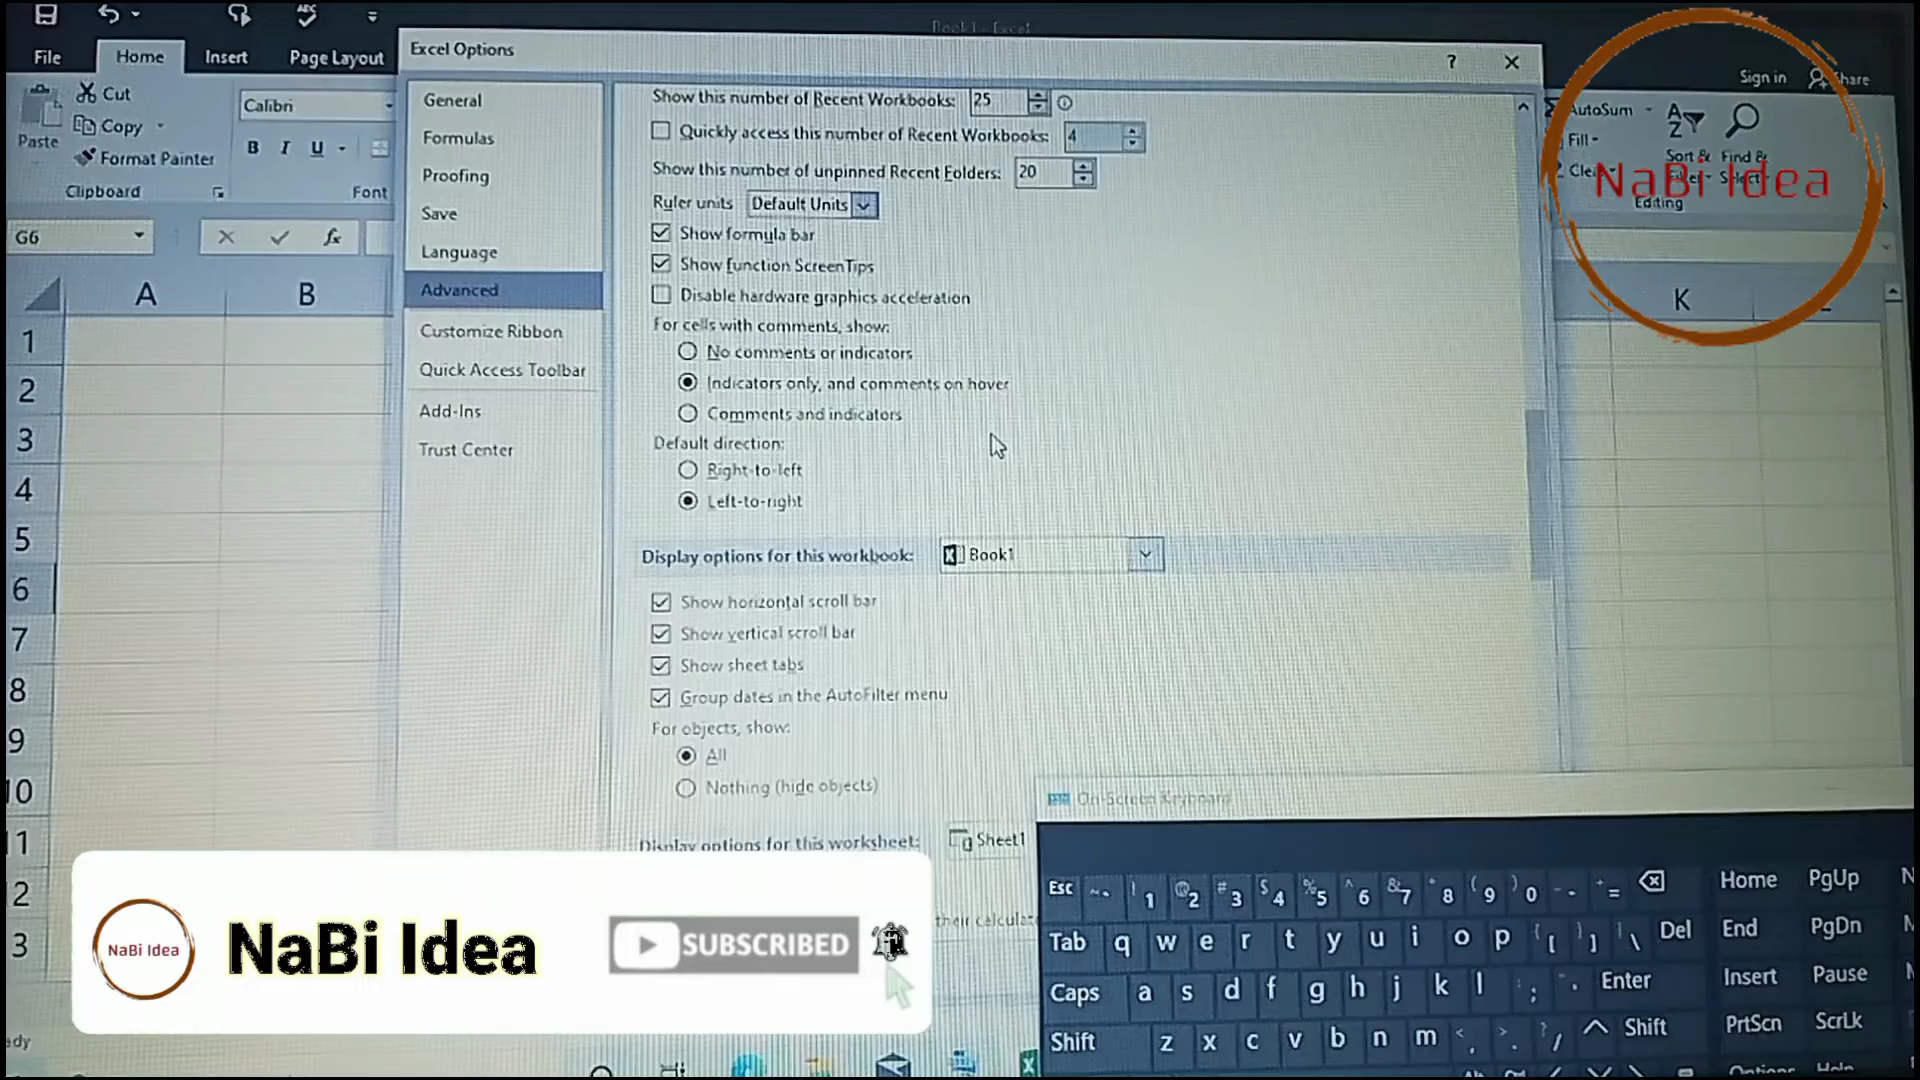 Book1 - Excel
File Home Insert Page Layout
Excel Options
?
Sign in Share
Cut
Copy
Paste
Format Painter
Clipboard
Calibri
B I U
Font
AutoSum
Fill
Sort & Find &
Editing
NaBi Idea
G6
fx
A B K
1
2
3
4
5
6
7
8
9
10
11
General
Formulas
Proofing
Save
Language
Advanced
Customize Ribbon
Quick Access Toolbar
Add-Ins
Trust Center
Show this number of Recent Workbooks: 25
Quickly access this number of Recent Workbooks: 4
Show this number of unpinned Recent Folders: 20
Ruler units Default Units
Show formula bar
Show function ScreenTips
Disable hardware graphics acceleration
For cells with comments, show:
No comments or indicators
Indicators only, and comments on hover
Comments and indicators
Default direction:
Right-to-left
Left-to-right
Display options for this workbook: Book1
Show horizontal scroll bar
Show vertical scroll bar
Show sheet tabs
Group dates in the AutoFilter menu
For objects, show:
All
Nothing (hide objects)
Display options for this worksheet: Sheet1
NaBi Idea
NaBi Idea
SUBSCRIBED
On-Screen Keyboard
Esc 1 2 3 4 5 6 7 8 9 0 - = Home PgUp
Tab q w e r t y u i o p [ ] \ Del End PgDn
Caps a s d f g h j k l ; Enter Insert Pause
Shift z x c v b n m , . / Shift PrtScn ScrLk